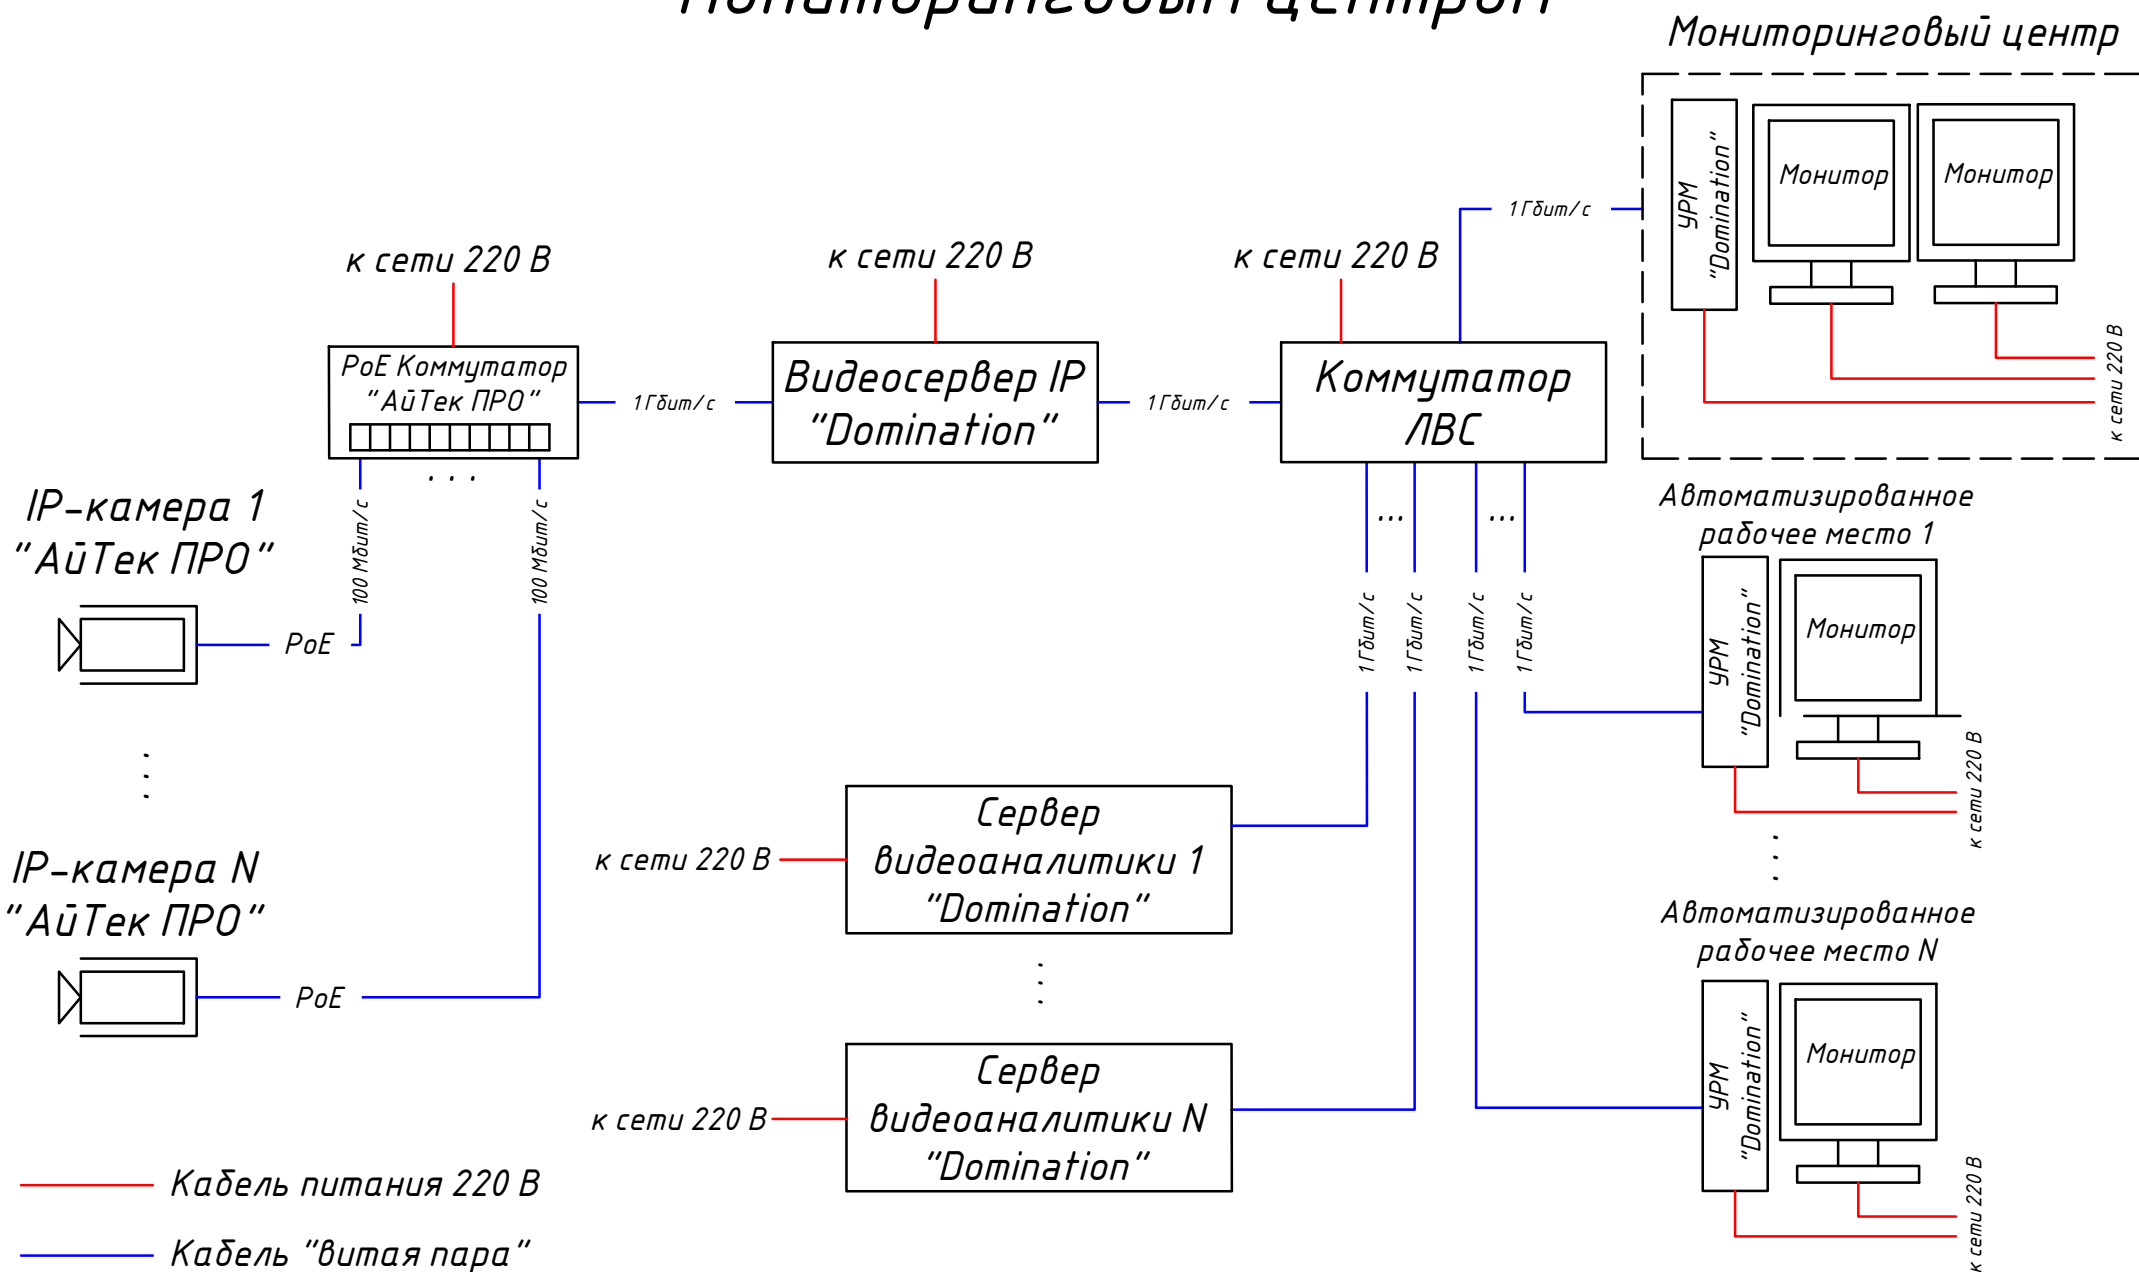 Мониторинговым центром
Мониторинговый центр
УРМ
"Domination"
Монитор
Монитор
к сети 220 В
1 Гбит/с
к сети 220 В
к сети 220 В
к сети 220 В
PoE Коммутатор
"АйТек ПРО"
1 Гбит/с
Видеосервер IP
"Domination"
1 Гбит/с
Коммутатор
ЛВС
. . .
...
...
IP-камера 1
"АйТек ПРО"
100 Мбит/с
100 Мбит/с
PoE
1 Гбит/с
1 Гбит/с
1 Гбит/с
1 Гбит/с
Автоматизированное
рабочее место 1
УРМ
"Domination"
Монитор
к сети 220 В
. . .
IP-камера N
"АйТек ПРО"
PoE
к сети 220 В
Сервер
видеоаналитики 1
"Domination"
. . .
к сети 220 В
Сервер
видеоаналитики N
"Domination"
. . .
Автоматизированное
рабочее место N
УРМ
"Domination"
Монитор
к сети 220 В
Кабель питания 220 В
Кабель "витая пара"